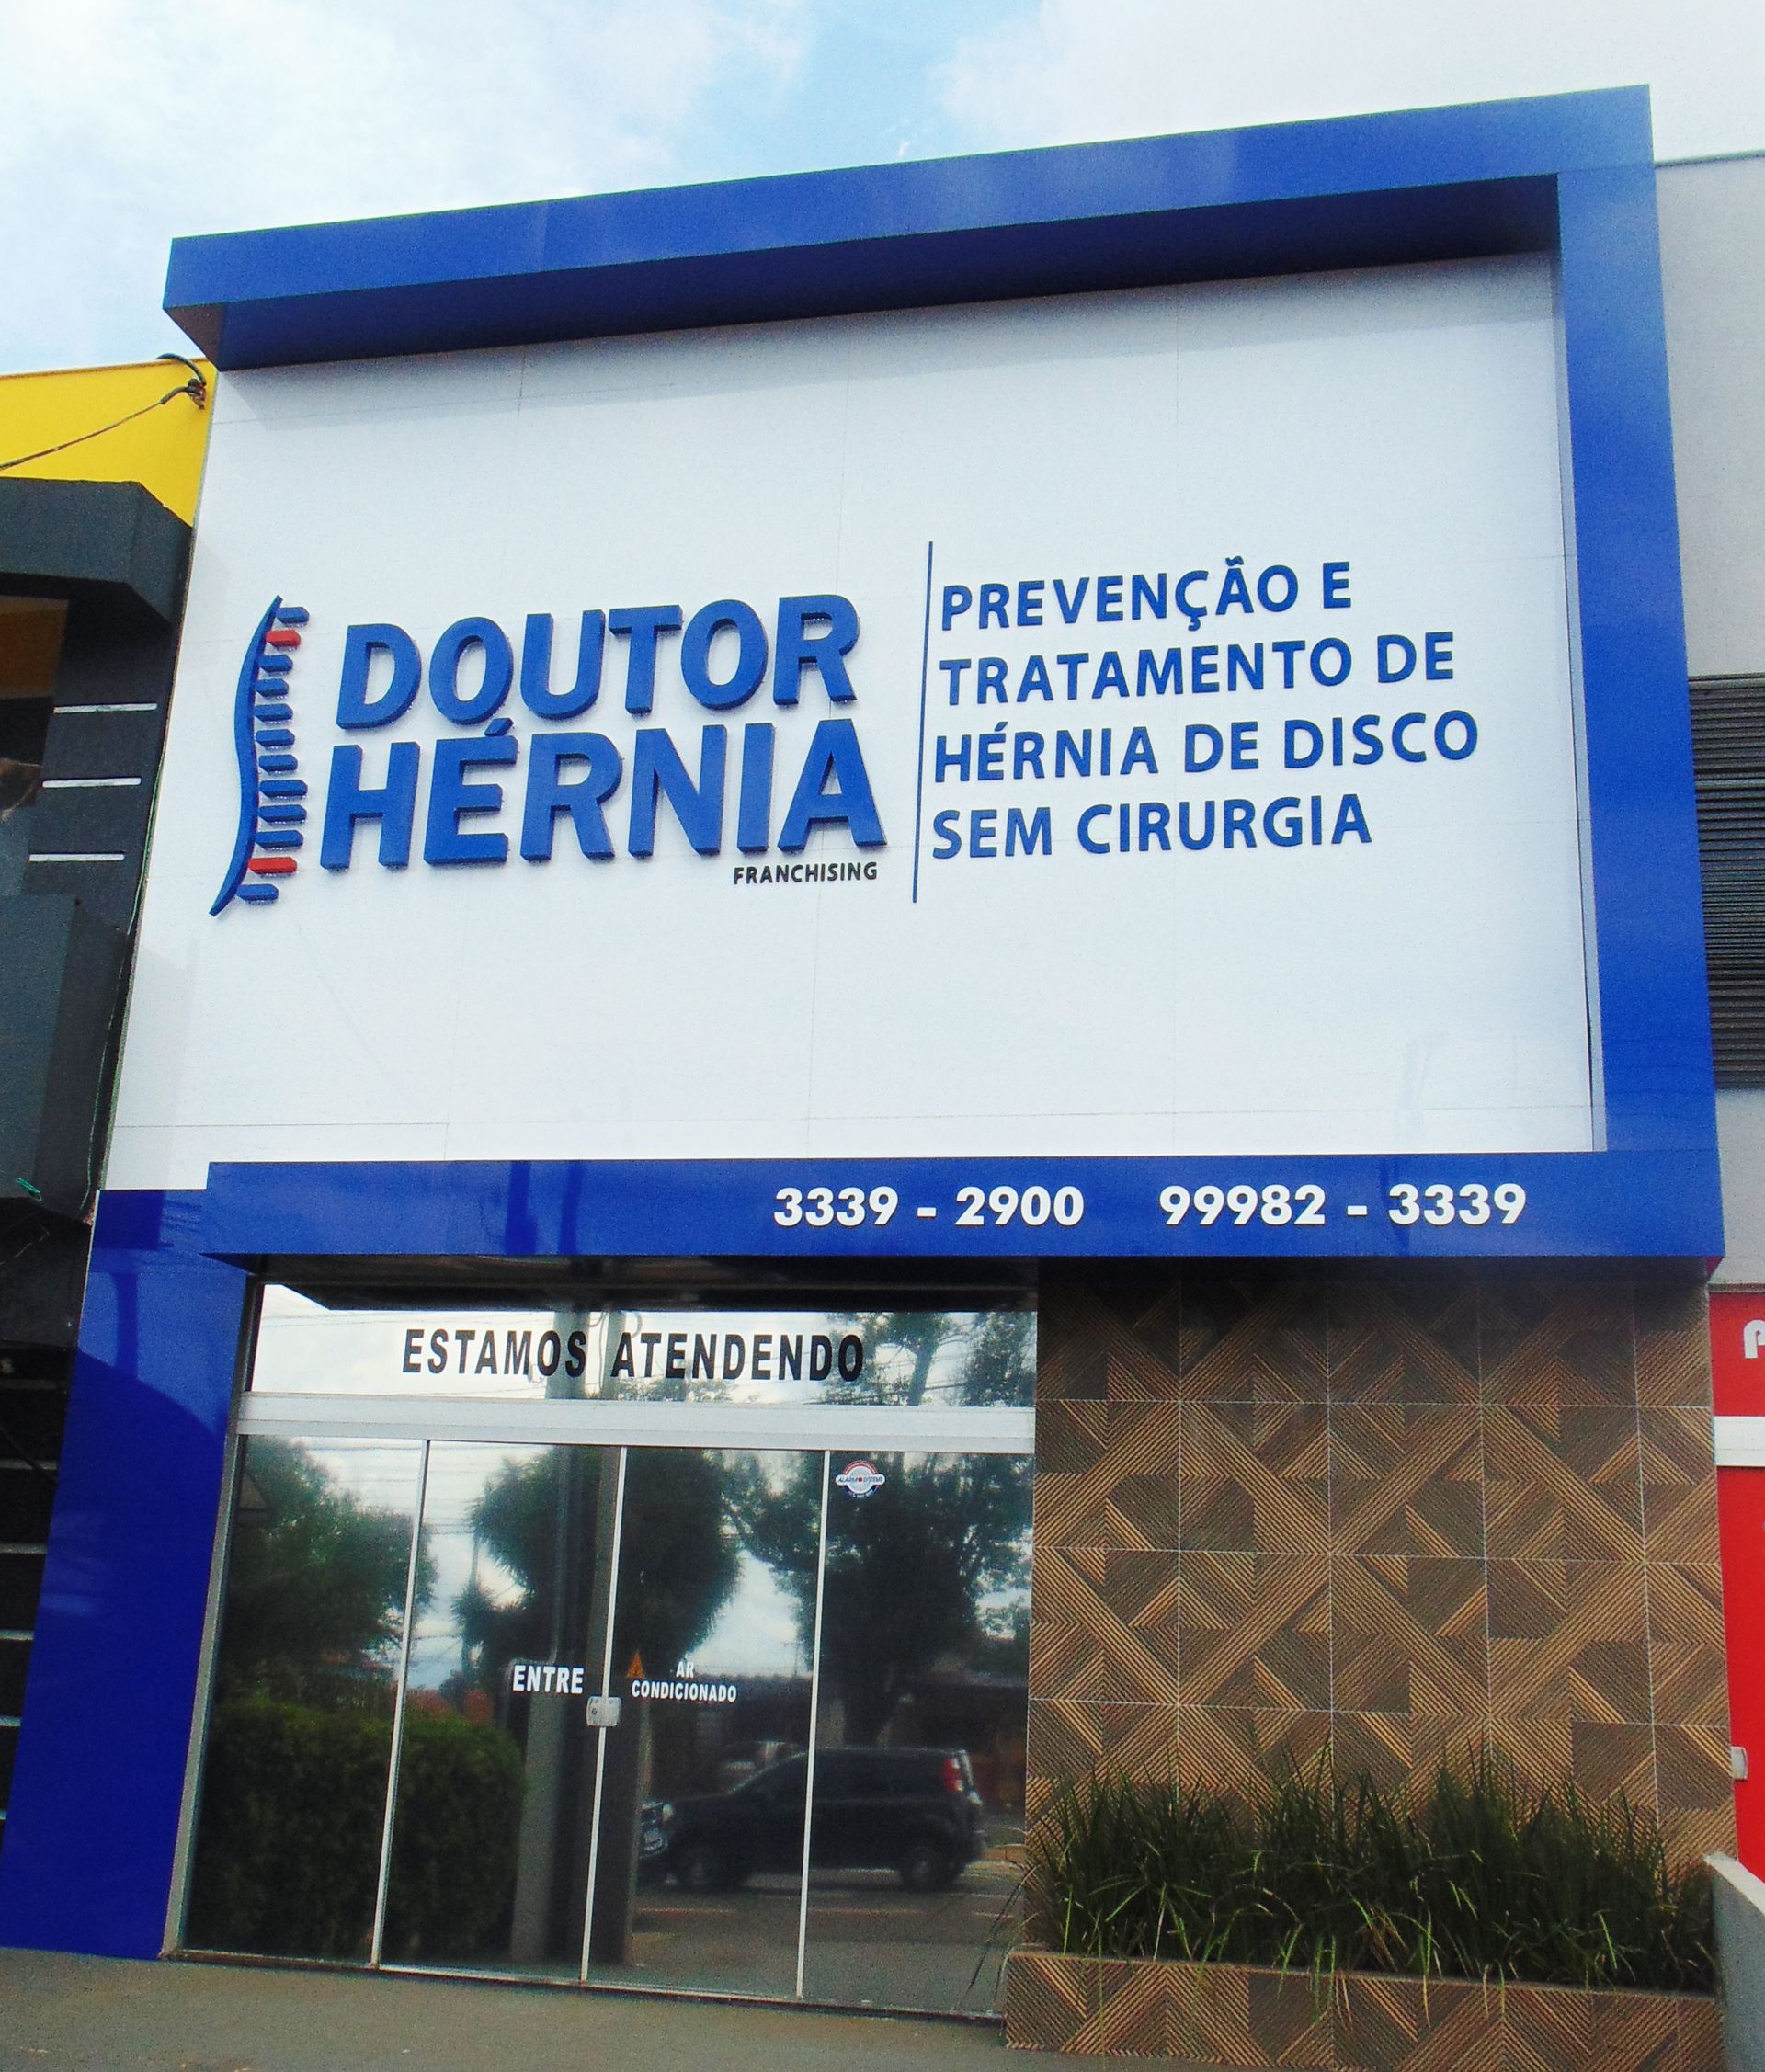 DOUTOR
HÉRNIA
FRANCHISING
PREVENÇÃO E
TRATAMENTO DE
HÉRNIA DE DISCO
SEM CIRURGIA
3339 - 2900 99982 - 3339
ESTAMOS ATENDENDO
ENTRE
AR
CONDICIONADO